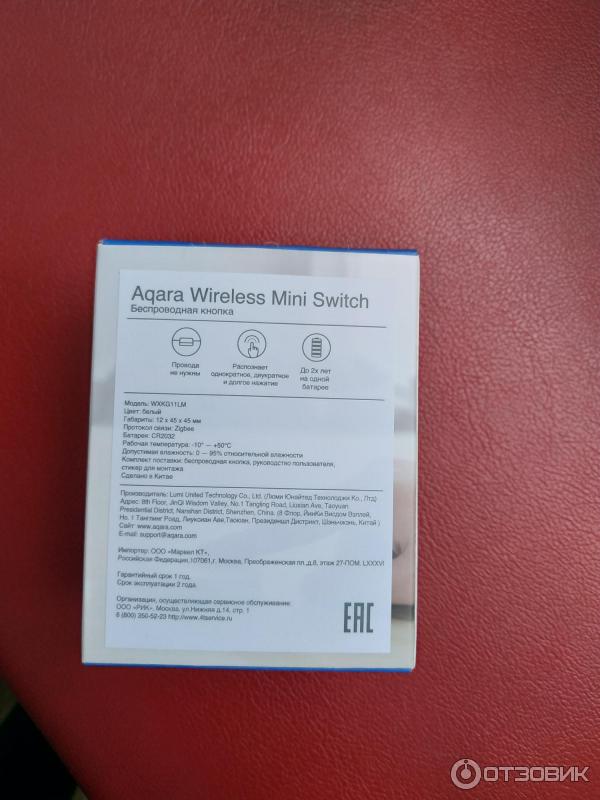 Aqara Wireless Mini Switch
Беспроводная кнопка
Провода
не нужны
Распознает
однократное, двукратное
и долгое нажатие
До 2х лет
на одной
батарее
Модель: WXKG11LM
Цвет: белый
Габариты: 12 x 45 x 45 мм
Протокол связи: Zigbee
Батарея: CR2032
Рабочая температура: -10° — +50°C
Допустимая влажность: 0 — 95% относительной влажности
Комплект поставки: беспроводная кнопка, руководство пользователя,
стикер для монтажа
Сделано в Китае
Производитель: Lumi United Technology Co., Ltd. (Люми Юнайтед Технолоджи Ко., Лтд)
Адрес: 8th Floor, JinQi Wisdom Valley, No.1 Tangling Road, Liuxian Ave, Taoyuan
Presidential District, Nanshan District, Shenzhen, China. (8 Флор, ЙинКи Висдом Вэллей,
Но. 1 Танглинг Роад, Лиуксиан Аве,Таоюан, Президеншл Дистрикт, Шэньчжэнь, Китай )
Сайт www.aqara.com
E-mail: support@aqara.com
Импортер: ООО «Марвел КТ»,
Российская Федерация,107061,г. Москва, Преображенская пл.д.8, этаж 27-ПОМ. LXXXVI
Гарантийный срок 1 год.
Срок эксплуатации 2 года.
Организация, осуществляющая сервисное обслуживание:
ООО «РИК». Москва, ул.Нижняя д.14, стр. 1
8 (800) 350-52-23 http://www.4tservice.ru
EAC
ОТЗОВИК